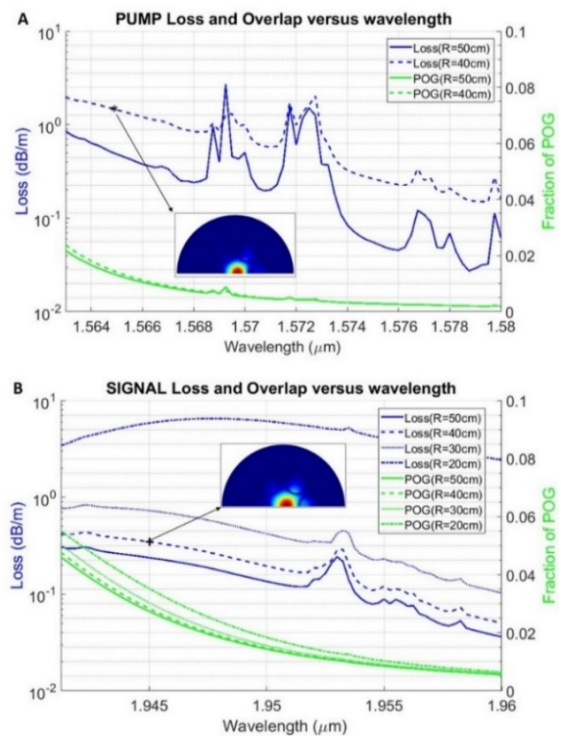 A
PUMP Loss and Overlap versus wavelength
10^1
10^0
10^-1
10^-2
Loss (dB/m)
Loss(R=50cm)
Loss(R=40cm)
POG(R=50cm)
POG(R=40cm)
0.1
0.08
0.06
0.04
0.02
0
Fraction of POG
1.564 1.566 1.568 1.57 1.572 1.574 1.576 1.578 1.58
Wavelength (μm)
B
SIGNAL Loss and Overlap versus wavelength
10^1
10^0
10^-1
10^-2
Loss (dB/m)
Loss(R=50cm)
Loss(R=40cm)
Loss(R=30cm)
Loss(R=20cm)
POG(R=50cm)
POG(R=40cm)
POG(R=30cm)
POG(R=20cm)
0.1
0.08
0.06
0.04
0.02
0
Fraction of POG
1.945 1.95 1.955 1.96
Wavelength (μm)